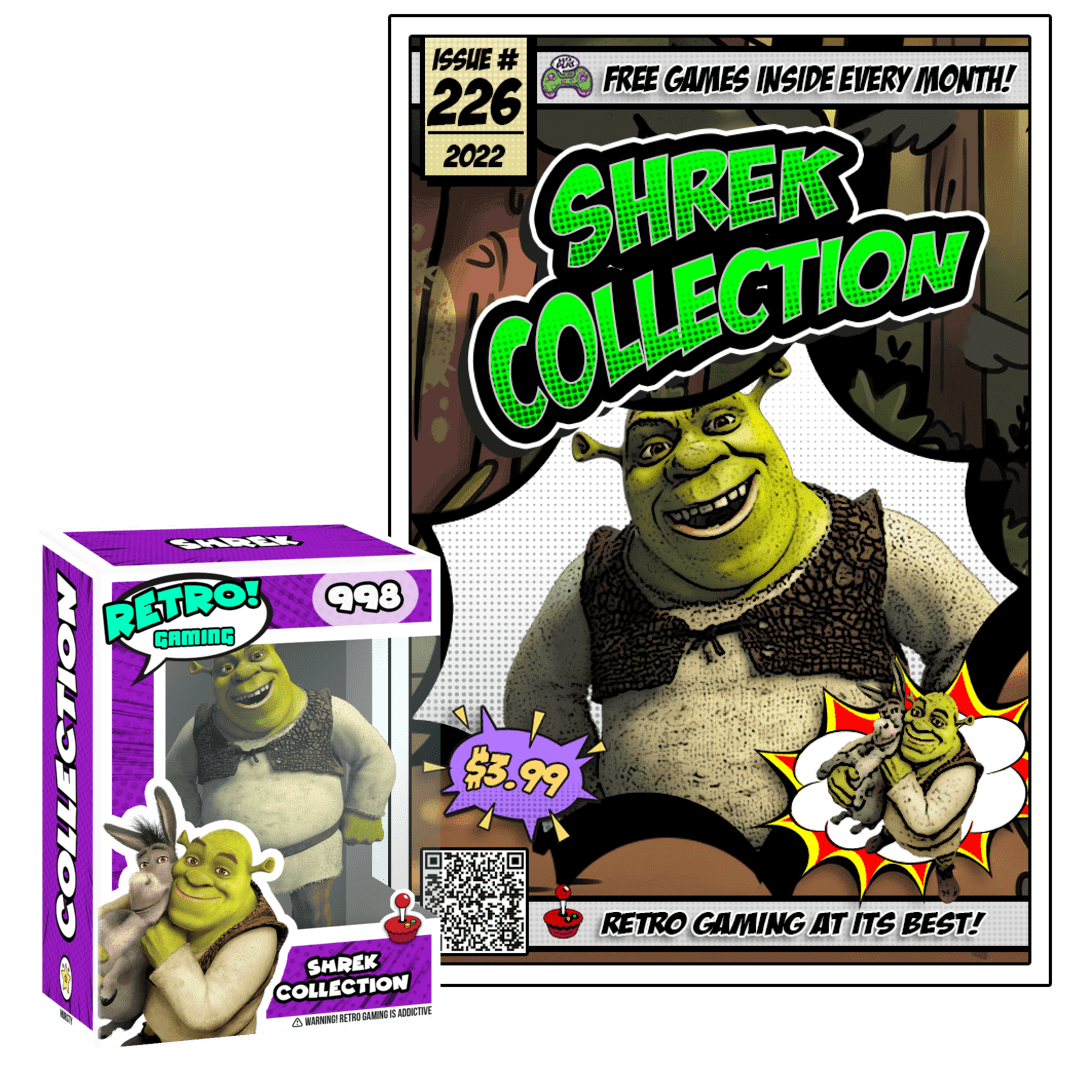 ISSUE #
226
2022
FREE GAMES INSIDE EVERY MONTH!
SHREK
COLLECTION
$3.99
RETRO GAMING AT ITS BEST!
SHREK
COLLECTION
RETRO!
GAMING
998
SHREK
COLLECTION
⚠ WARNING! RETRO GAMING IS ADDICTIVE